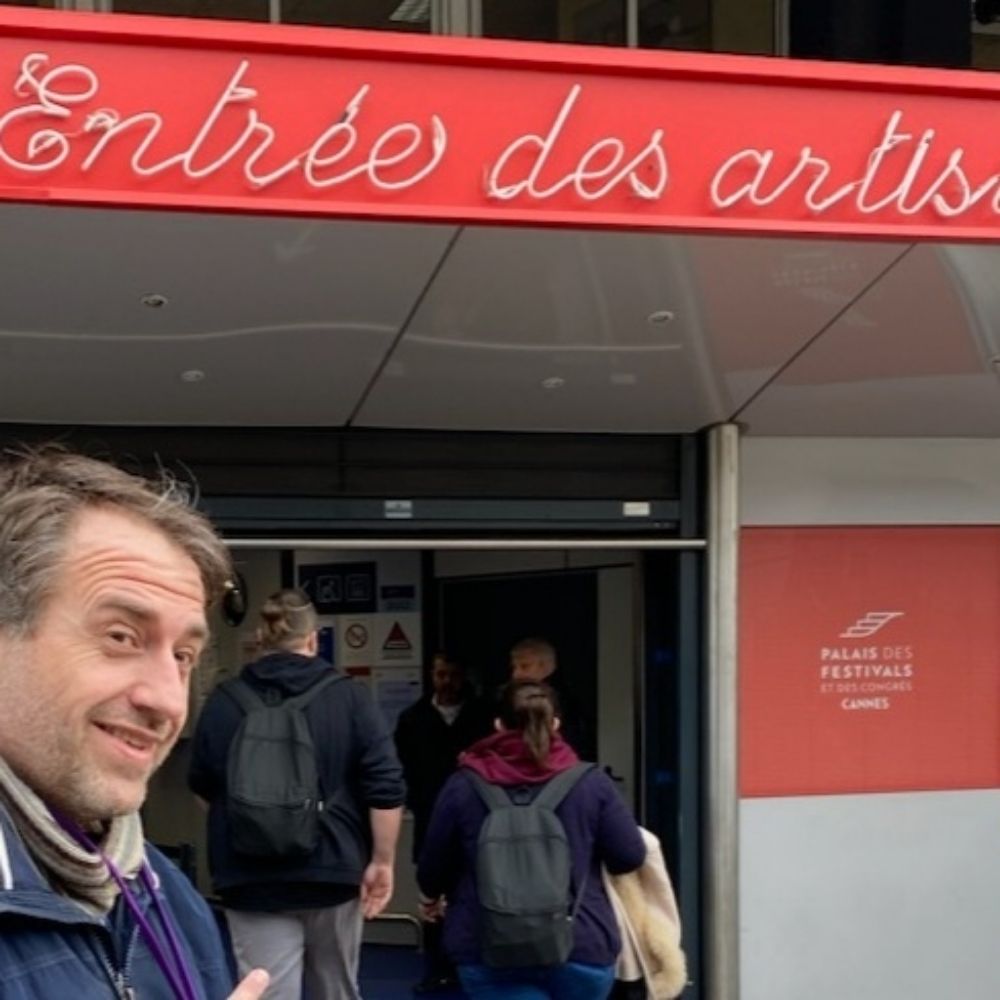 Entrée des artis
PALAIS DES
FESTIVALS
ET DES CONGRÈS
CANNES